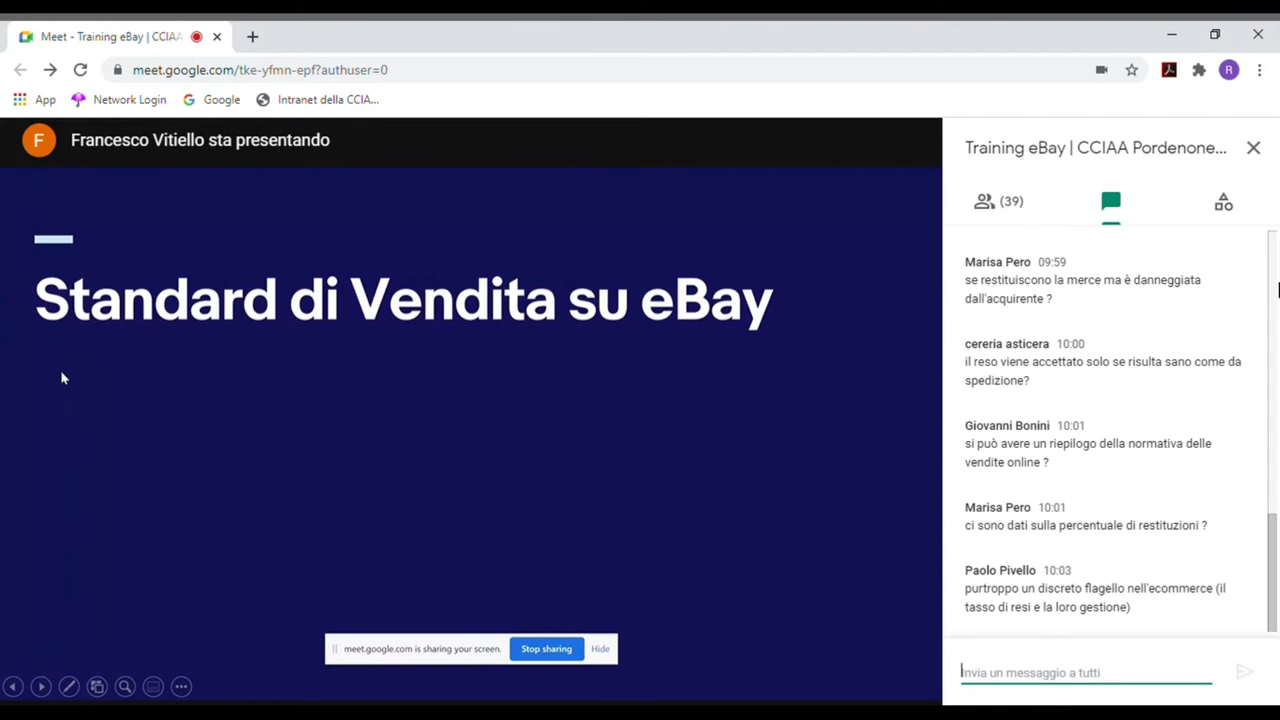 Meet - Training eBay | CCIA
meet.google.com/tke-yfmn-epf?authuser=0
R
App
Network Login
Google
Intranet della CCIA...
F
Francesco Vitiello sta presentando
Standard di Vendita su eBay
meet.google.com is sharing your screen.
Stop sharing
Hide
Training eBay | CCIAA Pordenone...
(39)
Marisa Pero 09:59
se restituiscono la merce ma è danneggiata
dall'acquirente ?
cereria asticera 10:00
il reso viene accettato solo se risulta sano come da
spedizione?
Giovanni Bonini 10:01
si può avere un riepilogo della normativa delle
vendite online ?
Marisa Pero 10:01
ci sono dati sulla percentuale di restituzioni ?
Paolo Pivello 10:03
purtroppo un discreto flagello nell'ecommerce (il
tasso di resi e la loro gestione)
Invia un messaggio a tutti